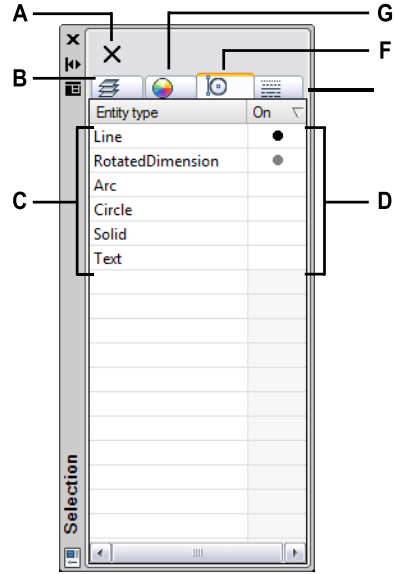 A
G
F
B
Entity type On
Line
RotatedDimension
Arc
C
D
Circle
Solid
Text
Selection